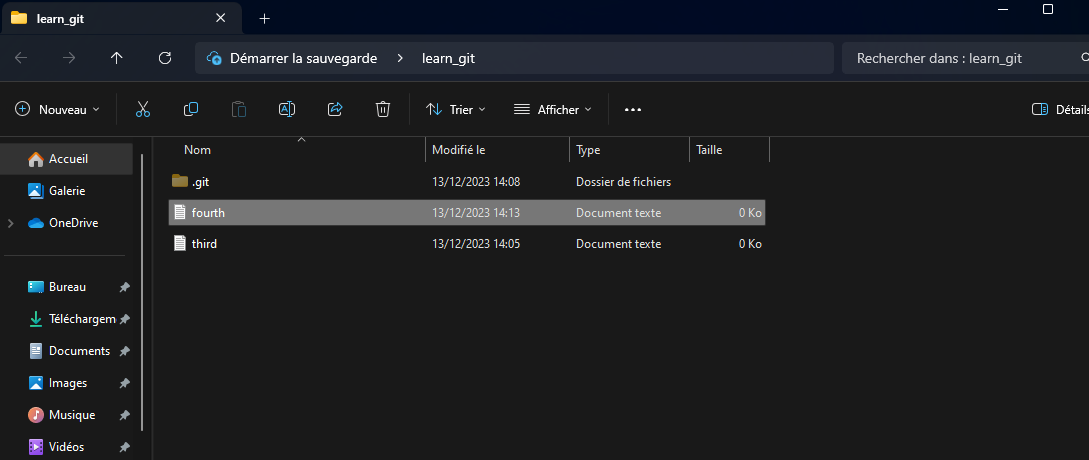 learn_git
Démarrer la sauvegarde > learn_git
Rechercher dans : learn_git
Nouveau
Trier
Afficher
Détails
Accueil
Galerie
OneDrive
Bureau
Téléchargem
Documents
Images
Musique
Vidéos
Nom Modifié le Type Taille
.git 13/12/2023 14:08 Dossier de fichiers
fourth 13/12/2023 14:13 Document texte 0 Ko
third 13/12/2023 14:05 Document texte 0 Ko